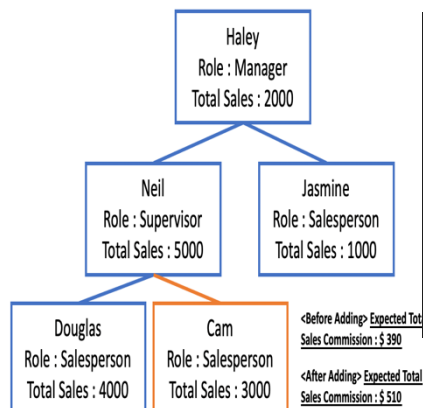 Haley
Role : Manager
Total Sales : 2000
Neil
Role : Supervisor
Total Sales : 5000
Jasmine
Role : Salesperson
Total Sales : 1000
Douglas
Role : Salesperson
Total Sales : 4000
Cam
Role : Salesperson
Total Sales : 3000
<Before Adding> Expected Tot
Sales Commission : $ 390
<After Adding> Expected Total
Sales Commission : $ 510